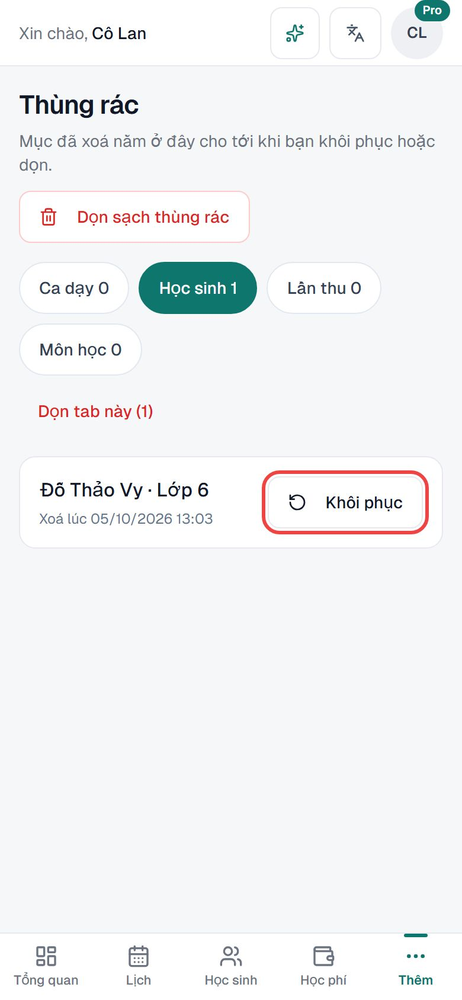 Xin chào, Cô Lan
Pro
CL
Thùng rác
Mục đã xoá nằm ở đây cho tới khi bạn khôi phục hoặc
dọn.
Dọn sạch thùng rác
Ca dạy 0
Học sinh 1
Lần thu 0
Môn học 0
Dọn tab này (1)
Đỗ Thảo Vy · Lớp 6
Xoá lúc 05/10/2026 13:03
Khôi phục
Tổng quan
Lịch
Học sinh
Học phí
Thêm